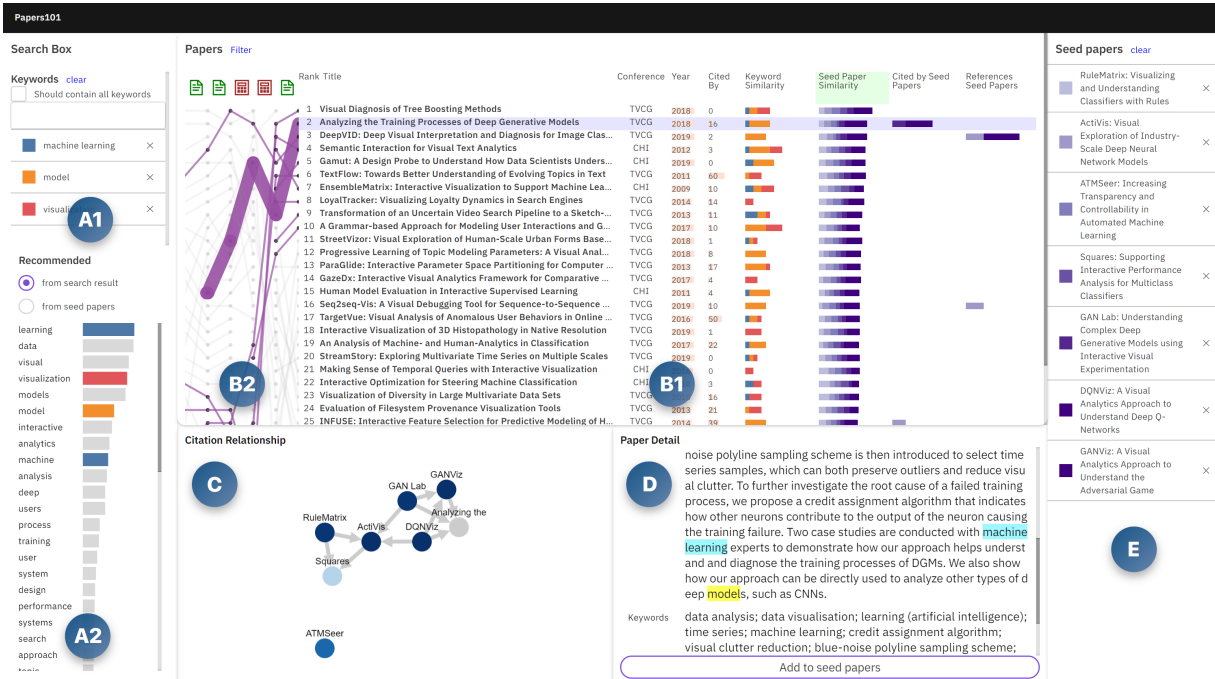 Papers101
Search Box
Keywords clear
Should contain all keywords
machine learning ×
model ×
×
A1
Recommended
from search result
from seed papers
learning
data
visual
visualization
models
model
interactive
analytics
machine
analysis
deep
users
process
training
user
system
design
performance
systems
search
approach
A2
Papers Filter
Rank Title Conference Year Cited By Keyword Similarity Seed Paper Similarity Cited by Seed Papers References Seed Papers
1 Visual Diagnosis of Tree Boosting Methods TVCG 2018 0
2 Analyzing the Training Processes of Deep Generative Models TVCG 2018 16
3 DeepVID: Deep Visual Interpretation and Diagnosis for Image Clas... TVCG 2019 2
4 Semantic Interaction for Visual Text Analytics CHI 2012 3
5 Gamut: A Design Probe to Understand How Data Scientists Unders... CHI 2019 0
6 TextFlow: Towards Better Understanding of Evolving Topics in Text TVCG 2011 60
7 EnsembleMatrix: Interactive Visualization to Support Machine Lea... CHI 2009 10
8 LoyalTracker: Visualizing Loyalty Dynamics in Search Engines TVCG 2014 14
9 Transformation of an Uncertain Video Search Pipeline to a Sketch-... TVCG 2013 11
10 A Grammar-based Approach for Modeling User Interactions and G... TVCG 2017 10
11 StreetVizor: Visual Exploration of Human-Scale Urban Forms Base... TVCG 2018 1
12 Progressive Learning of Topic Modeling Parameters: A Visual Anal... TVCG 2018 8
13 ParaGlide: Interactive Parameter Space Partitioning for Computer ... TVCG 2013 17
14 GazeDx: Interactive Visual Analytics Framework for Comparative ... TVCG 2017 4
15 Human Model Evaluation in Interactive Supervised Learning CHI 2011 4
16 Seq2seq-Vis: A Visual Debugging Tool for Sequence-to-Sequence ... TVCG 2019 10
17 TargetVue: Visual Analysis of Anomalous User Behaviors in Online ... TVCG 2016 50
18 Interactive Visualization of 3D Histopathology in Native Resolution TVCG 2019 1
19 An Analysis of Machine- and Human-Analytics in Classification TVCG 2017 22
20 StreamStory: Exploring Multivariate Time Series on Multiple Scales TVCG 2019 0
21 Making Sense of Temporal Queries with Interactive Visualization CHI 0
22 Interactive Optimization for Steering Machine Classification CHI 3
23 Visualization of Diversity in Large Multivariate Data Sets TVCG 16
24 Evaluation of Filesystem Provenance Visualization Tools TVCG 2013 21
25 INFUSE: Interactive Feature Selection for Predictive Modeling of H... TVCG 2014 39
B2
B1
Citation Relationship
C
GANViz
GAN Lab
Analyzing the
RuleMatrix
ActiVis
DQNViz
Squares
ATMSeer
Paper Detail
D
noise polyline sampling scheme is then introduced to select time
series samples, which can both preserve outliers and reduce visu
al clutter. To further investigate the root cause of a failed training
process, we propose a credit assignment algorithm that indicates
how other neurons contribute to the output of the neuron causing
the training failure. Two case studies are conducted with machine
learning experts to demonstrate how our approach helps underst
and and diagnose the training processes of DGMs. We also show
how our approach can be directly used to analyze other types of d
eep models, such as CNNs.
Keywords data analysis; data visualisation; learning (artificial intelligence);
time series; machine learning; credit assignment algorithm;
visual clutter reduction; blue-noise polyline sampling scheme;
Add to seed papers
Seed papers clear
RuleMatrix: Visualizing
and Understanding ×
Classifiers with Rules
ActiVis: Visual
Exploration of Industry-
Scale Deep Neural ×
Network Models
ATMSeer: Increasing
Transparency and
Controllability in ×
Automated Machine
Learning
Squares: Supporting
Interactive Performance
Analysis for Multiclass ×
Classifiers
GAN Lab: Understanding
Complex Deep
Generative Models using ×
Interactive Visual
Experimentation
DQNViz: A Visual
Analytics Approach to
Understand Deep Q- ×
Networks
GANViz: A Visual
Analytics Approach to ×
Understand the
Adversarial Game
E